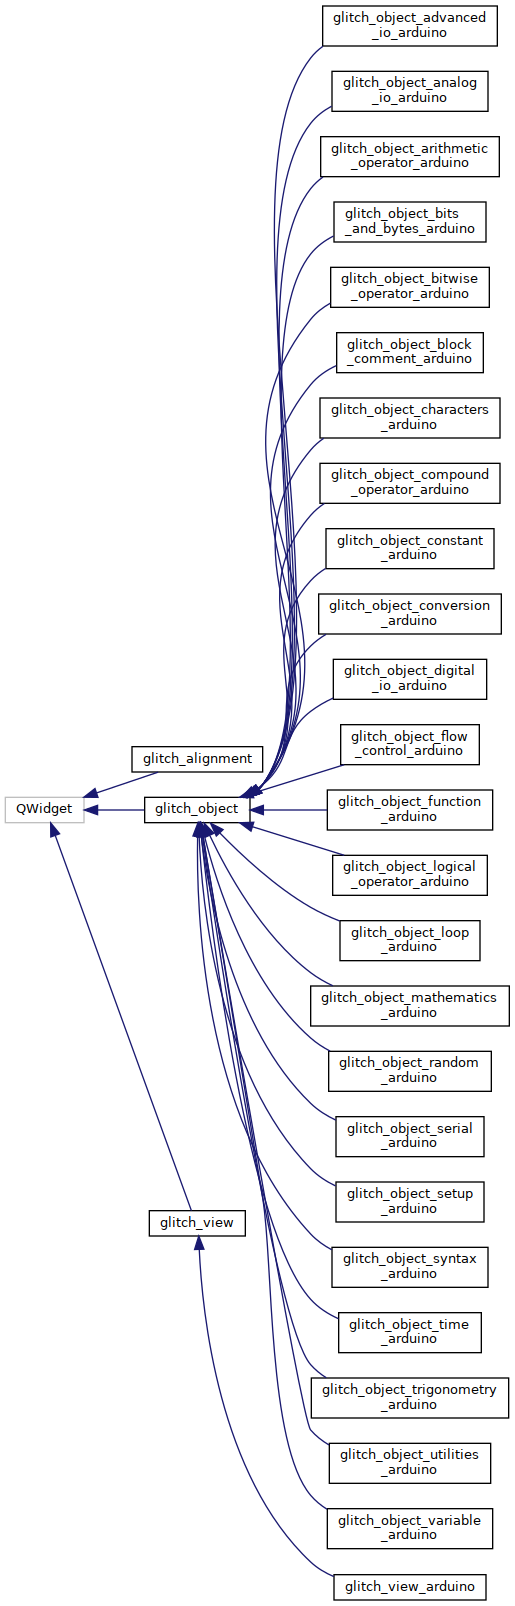 glitch_object_advanced
_io_arduino
glitch_object_analog
_io_arduino
glitch_object_arithmetic
_operator_arduino
glitch_object_bits
_and_bytes_arduino
glitch_object_bitwise
_operator_arduino
glitch_object_block
_comment_arduino
glitch_object_characters
_arduino
glitch_object_compound
_operator_arduino
glitch_object_constant
_arduino
glitch_object_conversion
_arduino
glitch_object_digital
_io_arduino
glitch_object_flow
_control_arduino
glitch_alignment
QWidget
glitch_object
glitch_object_function
_arduino
glitch_object_logical
_operator_arduino
glitch_object_loop
_arduino
glitch_object_mathematics
_arduino
glitch_object_random
_arduino
glitch_object_serial
_arduino
glitch_object_setup
_arduino
glitch_view
glitch_object_syntax
_arduino
glitch_object_time
_arduino
glitch_object_trigonometry
_arduino
glitch_object_utilities
_arduino
glitch_object_variable
_arduino
glitch_view_arduino